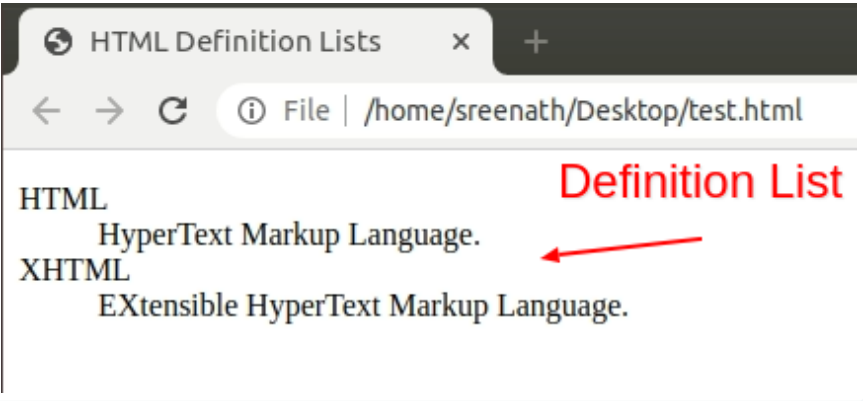 HTML Definition Lists
File | /home/sreenath/Desktop/test.html
Definition List
HTML
HyperText Markup Language.
XHTML
EXtensible HyperText Markup Language.